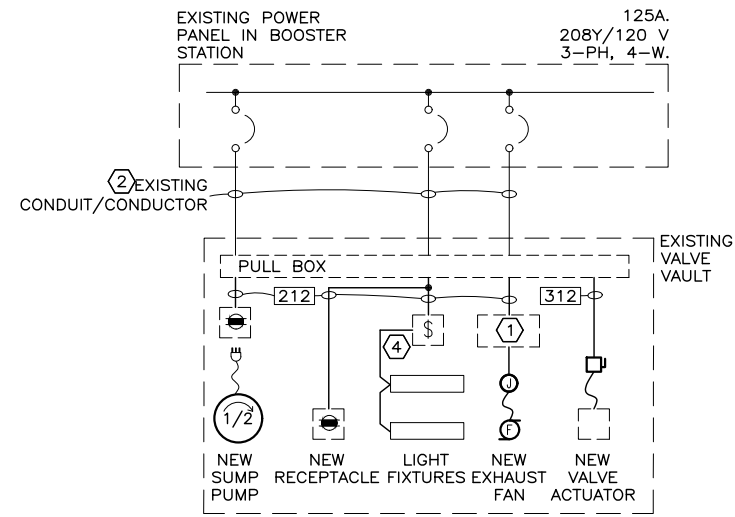 EXISTING POWER
PANEL IN BOOSTER
STATION
125A.
208Y/120 V
3-PH, 4-W.
2
EXISTING
CONDUIT/CONDUCTOR
EXISTING
VALVE
VAULT
PULL BOX
212
312
$
1
4
J
1/2
F
NEW
SUMP
PUMP
NEW
RECEPTACLE
LIGHT
FIXTURES
NEW
EXHAUST
FAN
NEW
VALVE
ACTUATOR